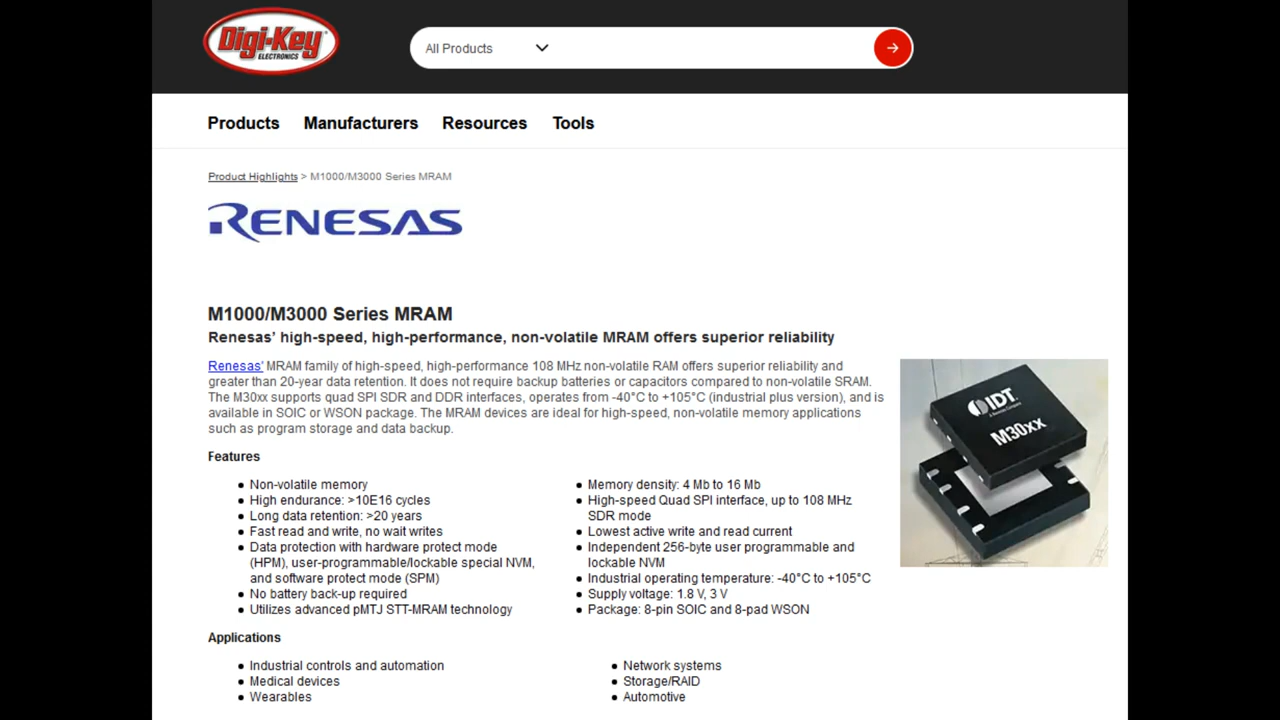 Digi-Key
ELECTRONICS
All Products
Products Manufacturers Resources Tools
Product Highlights > M1000/M3000 Series MRAM
RENESAS
M1000/M3000 Series MRAM
Renesas’ high-speed, high-performance, non-volatile MRAM offers superior reliability
Renesas' MRAM family of high-speed, high-performance 108 MHz non-volatile RAM offers superior reliability and
greater than 20-year data retention. It does not require backup batteries or capacitors compared to non-volatile SRAM.
The M30xx supports quad SPI SDR and DDR interfaces, operates from -40°C to +105°C (industrial plus version), and is
available in SOIC or WSON package. The MRAM devices are ideal for high-speed, non-volatile memory applications
such as program storage and data backup.
IDT
A Renesas Company
M30xx
Features
Non-volatile memory
High endurance: >10E16 cycles
Long data retention: >20 years
Fast read and write, no wait writes
Data protection with hardware protect mode
(HPM), user-programmable/lockable special NVM,
and software protect mode (SPM)
No battery back-up required
Utilizes advanced pMTJ STT-MRAM technology
Memory density: 4 Mb to 16 Mb
High-speed Quad SPI interface, up to 108 MHz
SDR mode
Lowest active write and read current
Independent 256-byte user programmable and
lockable NVM
Industrial operating temperature: -40°C to +105°C
Supply voltage: 1.8 V, 3 V
Package: 8-pin SOIC and 8-pad WSON
Applications
Industrial controls and automation
Medical devices
Wearables
Network systems
Storage/RAID
Automotive